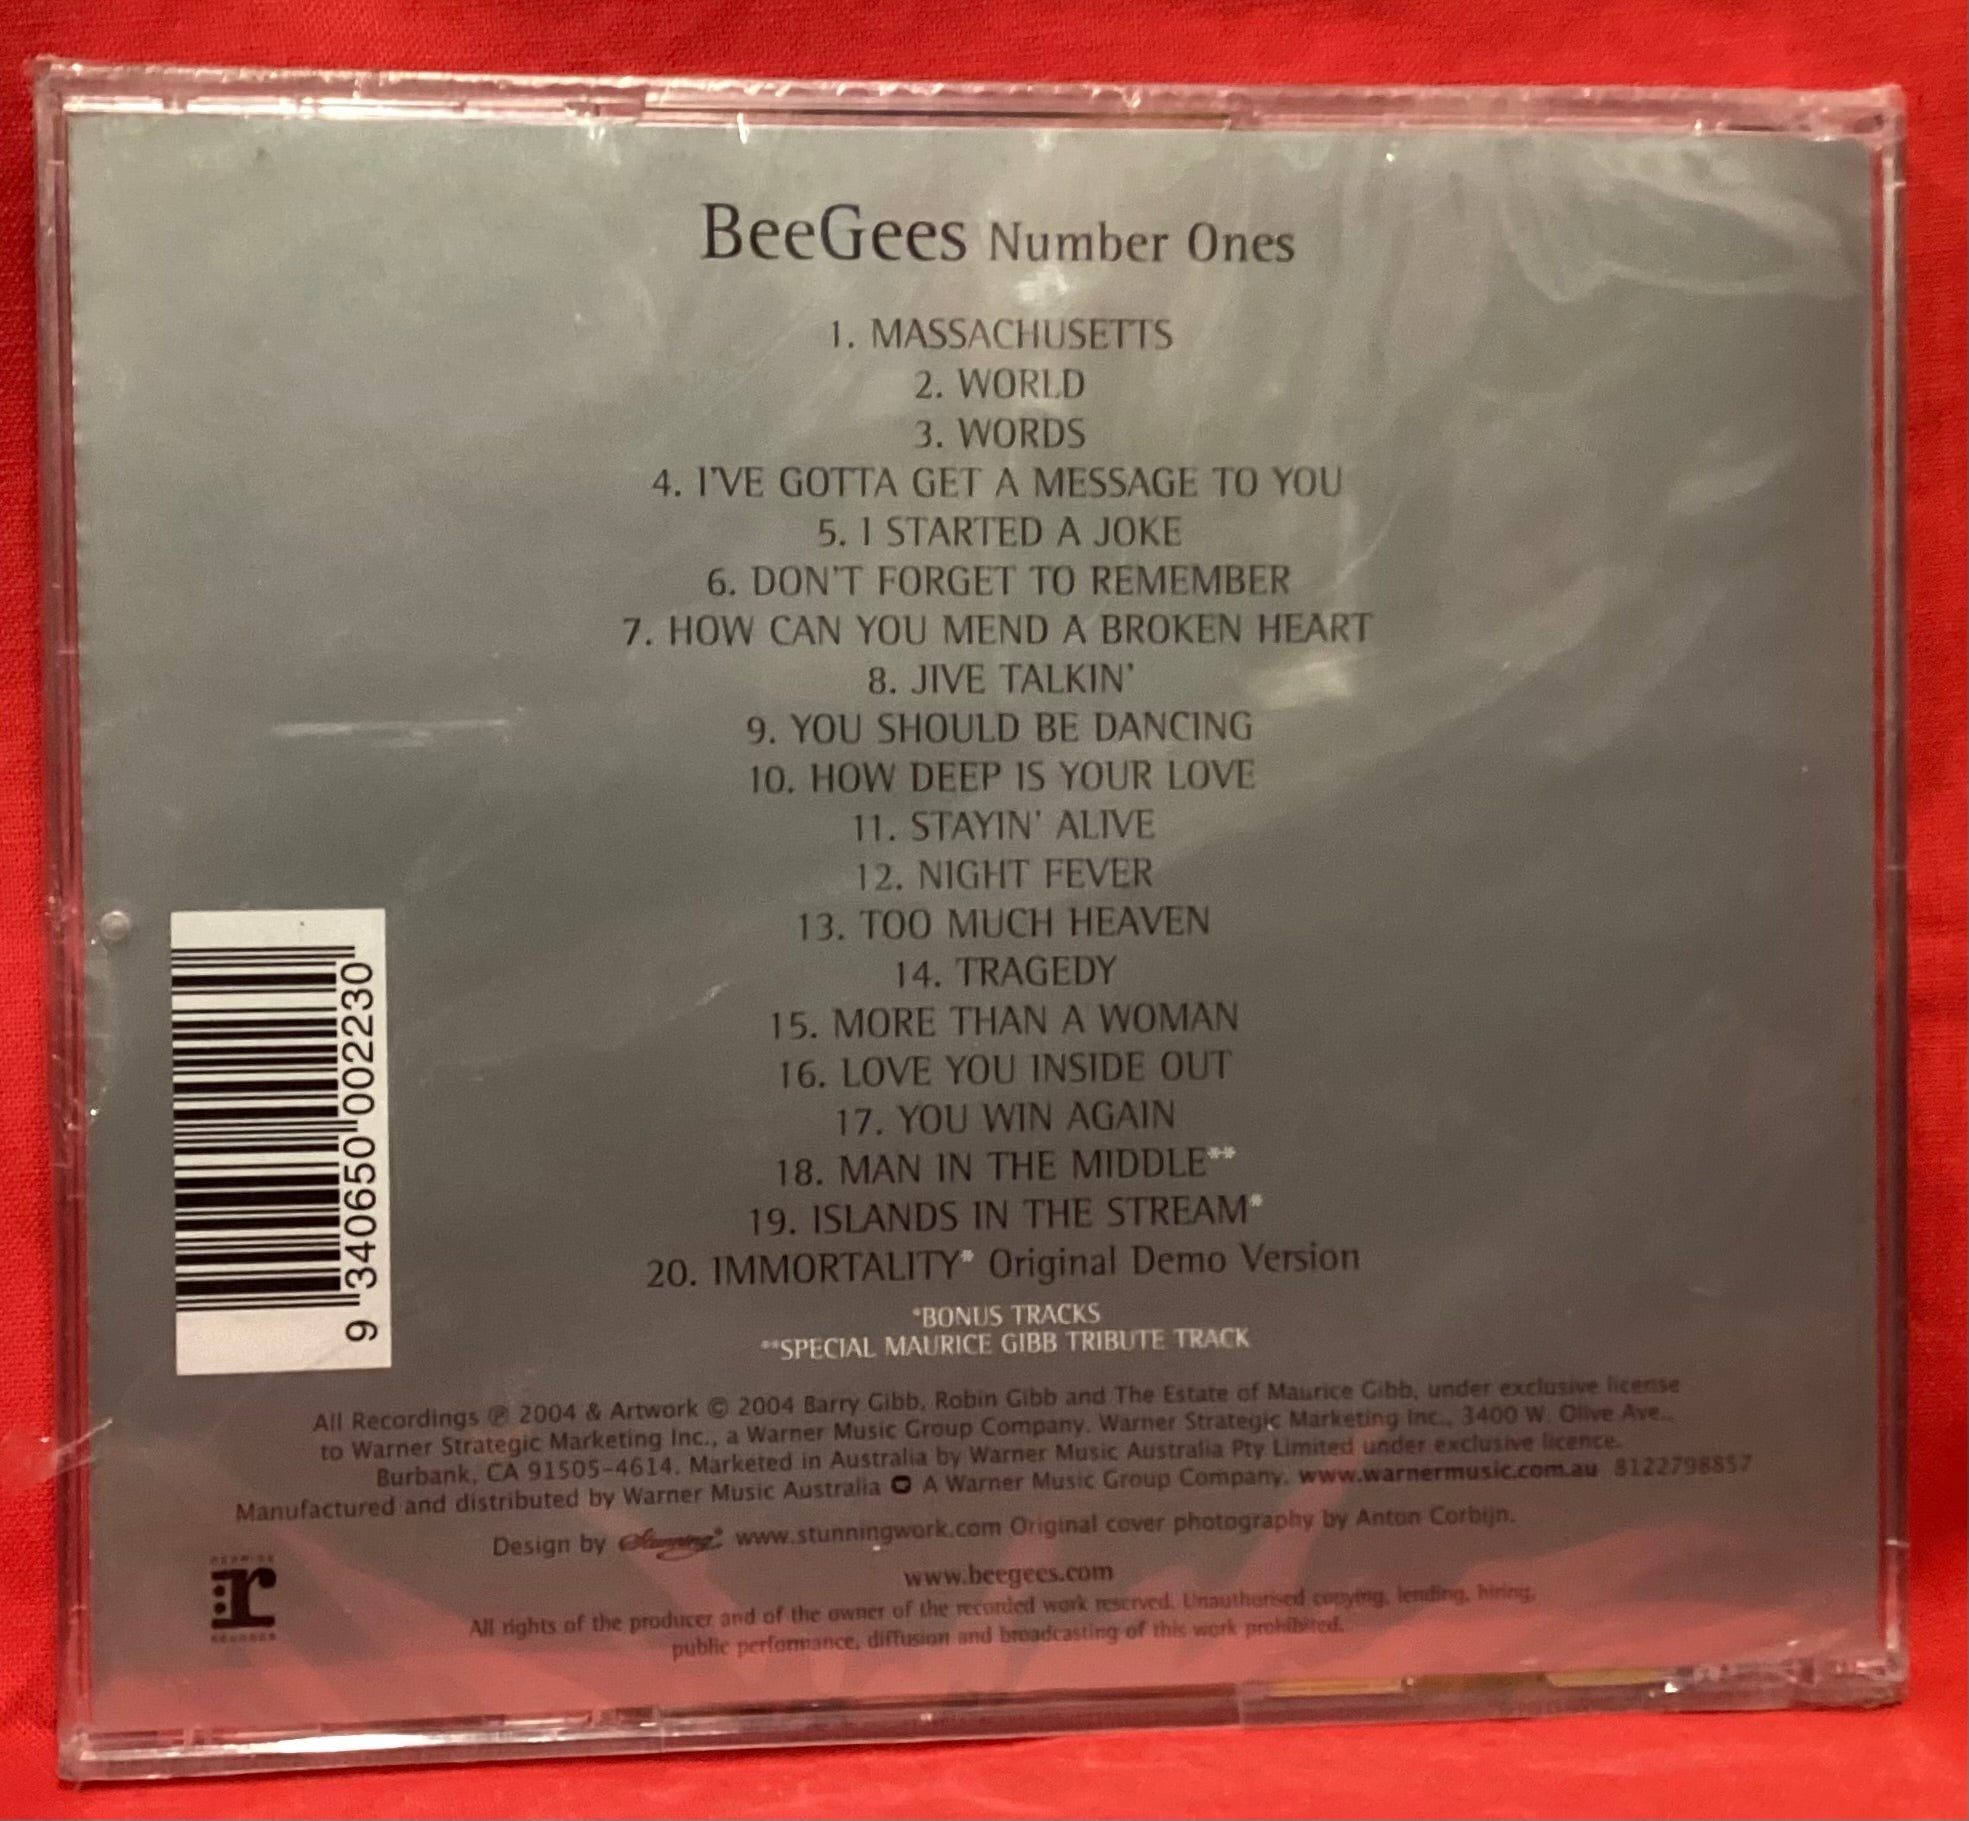 BeeGees Number Ones
1. MASSACHUSETTS
2. WORLD
3. WORDS
4. I'VE GOTTA GET A MESSAGE TO YOU
5. I STARTED A JOKE
6. DON'T FORGET TO REMEMBER
7. HOW CAN YOU MEND A BROKEN HEART
8. JIVE TALKIN'
9. YOU SHOULD BE DANCING
10. HOW DEEP IS YOUR LOVE
11. STAYIN' ALIVE
12. NIGHT FEVER
13. TOO MUCH HEAVEN
14. TRAGEDY
15. MORE THAN A WOMAN
16. LOVE YOU INSIDE OUT
17. YOU WIN AGAIN
18. MAN IN THE MIDDLE**
19. ISLANDS IN THE STREAM*
20. IMMORTALITY* Original Demo Version
*BONUS TRACKS
**SPECIAL MAURICE GIBB TRIBUTE TRACK
9 340650 002230
All Recordings ℗ 2004 & Artwork © 2004 Barry Gibb, Robin Gibb and The Estate of Maurice Gibb, under exclusive license
to Warner Strategic Marketing Inc., a Warner Music Group Company. Warner Strategic Marketing Inc., 3400 W. Olive Ave.,
Burbank, CA 91505-4614. Marketed in Australia by Warner Music Australia Pty Limited under exclusive licence.
Manufactured and distributed by Warner Music Australia A Warner Music Group Company. www.warnermusic.com.au 8122798857
Design by Stunning www.stunningwork.com Original cover photography by Anton Corbijn.
www.beegees.com
All rights of the producer and of the owner of the recorded work reserved. Unauthorised copying, lending, hiring,
public performance, diffusion and broadcasting of this work prohibited.
r